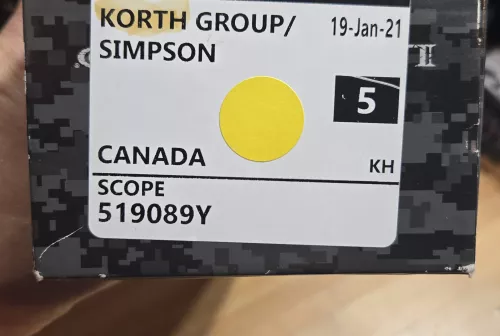 KORTH GROUP/ 19-Jan-21
SIMPSON
5
CANADA KH
SCOPE
519089Y